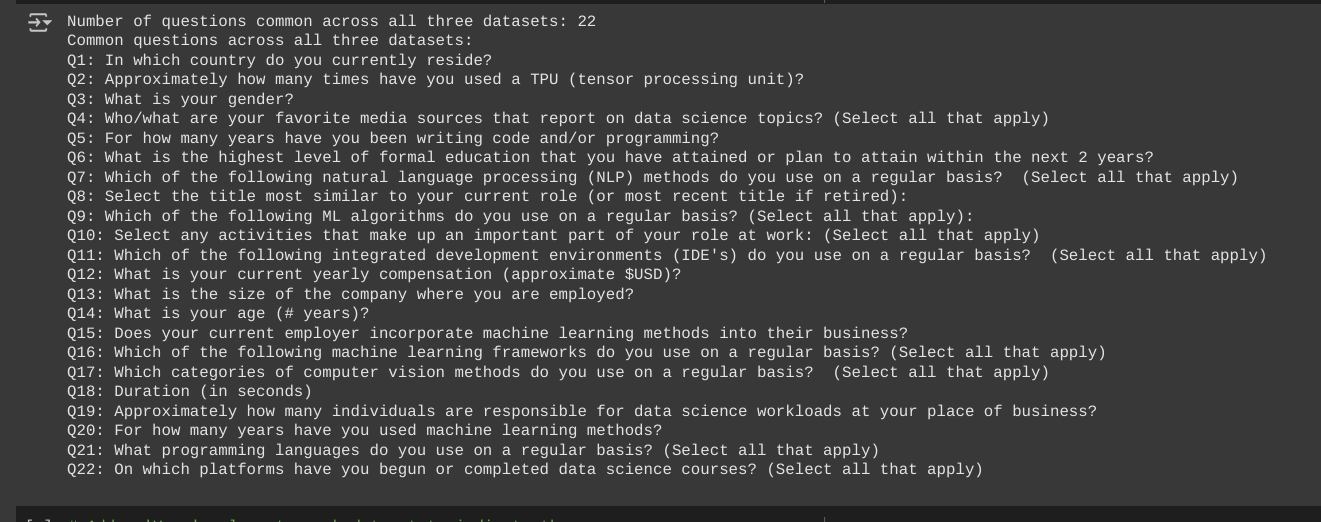 Number of questions common across all three datasets: 22
Common questions across all three datasets:
Q1: In which country do you currently reside?
Q2: Approximately how many times have you used a TPU (tensor processing unit)?
Q3: What is your gender?
Q4: Who/what are your favorite media sources that report on data science topics? (Select all that apply)
Q5: For how many years have you been writing code and/or programming?
Q6: What is the highest level of formal education that you have attained or plan to attain within the next 2 years?
Q7: Which of the following natural language processing (NLP) methods do you use on a regular basis?  (Select all that apply)
Q8: Select the title most similar to your current role (or most recent title if retired):
Q9: Which of the following ML algorithms do you use on a regular basis? (Select all that apply):
Q10: Select any activities that make up an important part of your role at work: (Select all that apply)
Q11: Which of the following integrated development environments (IDE's) do you use on a regular basis?  (Select all that apply)
Q12: What is your current yearly compensation (approximate $USD)?
Q13: What is the size of the company where you are employed?
Q14: What is your age (# years)?
Q15: Does your current employer incorporate machine learning methods into their business?
Q16: Which of the following machine learning frameworks do you use on a regular basis? (Select all that apply)
Q17: Which categories of computer vision methods do you use on a regular basis?  (Select all that apply)
Q18: Duration (in seconds)
Q19: Approximately how many individuals are responsible for data science workloads at your place of business?
Q20: For how many years have you used machine learning methods?
Q21: What programming languages do you use on a regular basis? (Select all that apply)
Q22: On which platforms have you begun or completed data science courses? (Select all that apply)